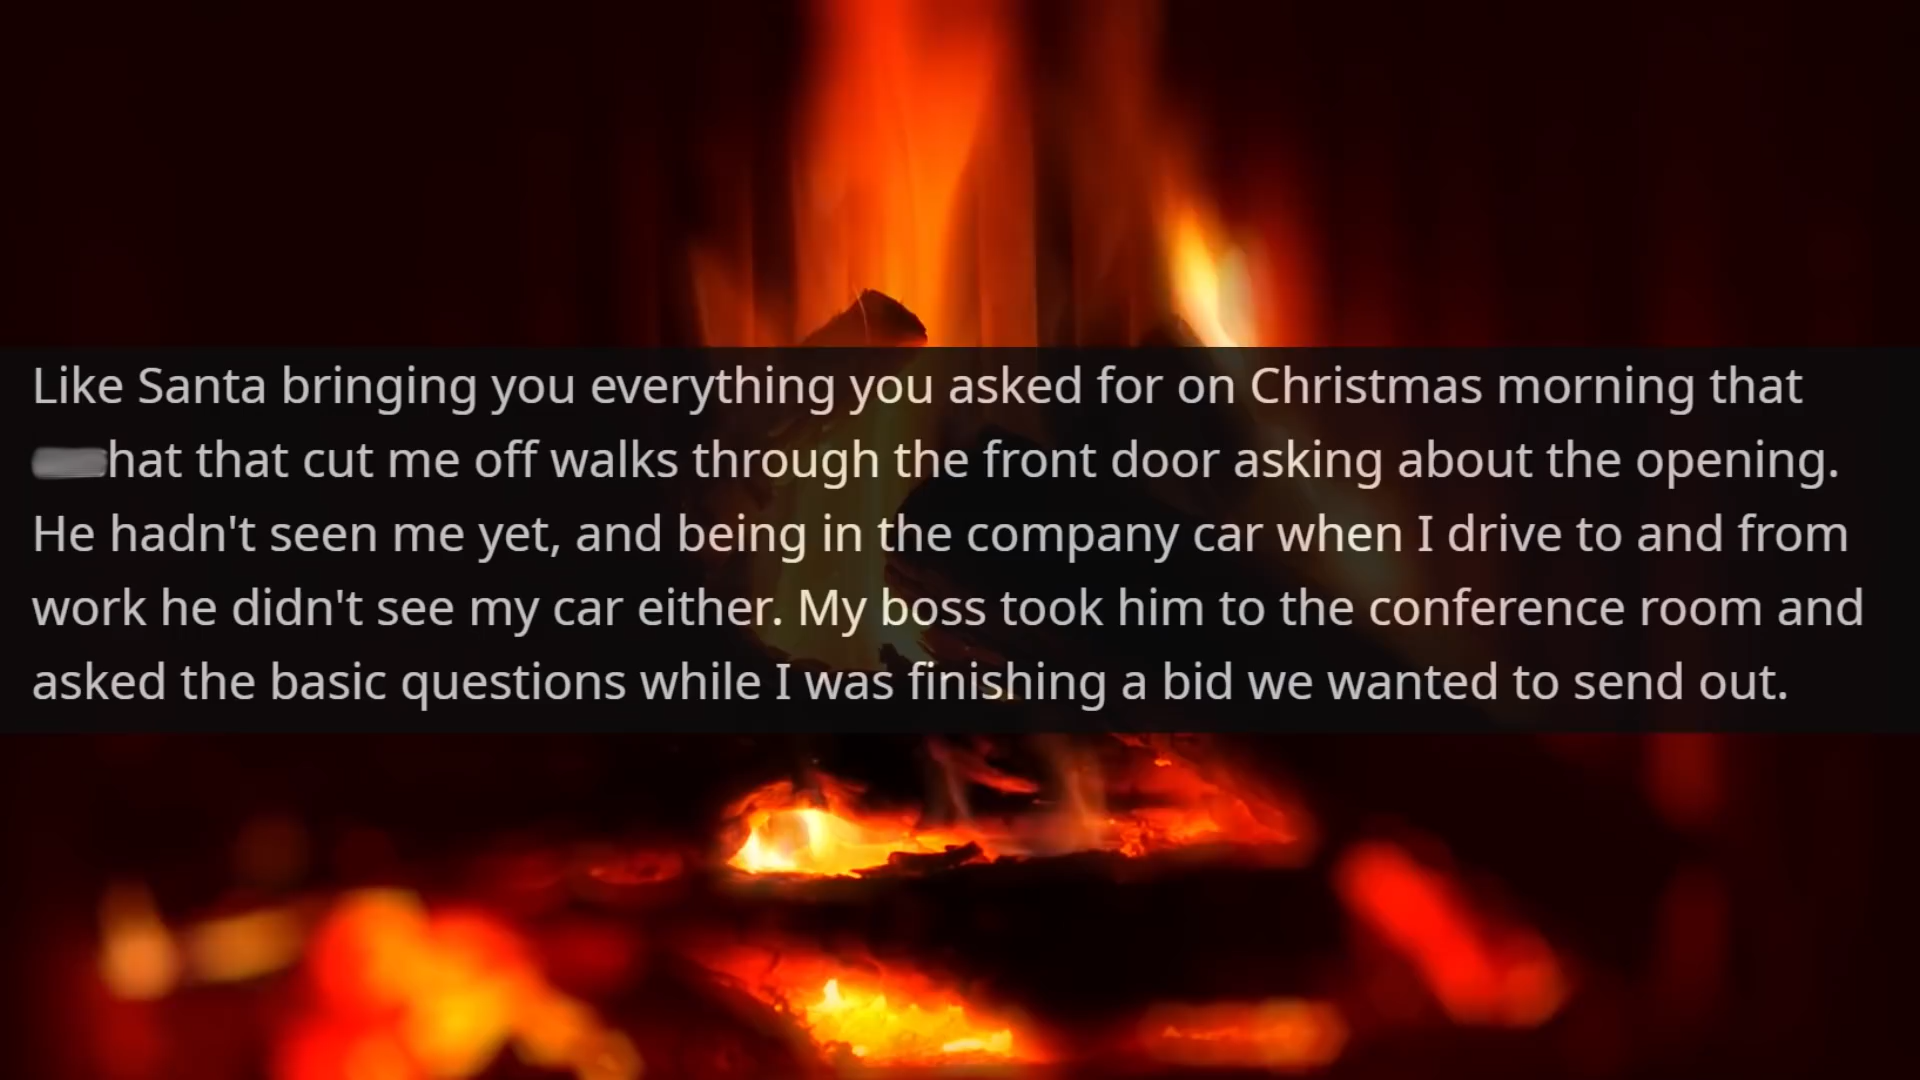 Like Santa bringing you everything you asked for on Christmas morning that
hat that cut me off walks through the front door asking about the opening.
He hadn't seen me yet, and being in the company car when I drive to and from
work he didn't see my car either. My boss took him to the conference room and
asked the basic questions while I was finishing a bid we wanted to send out.